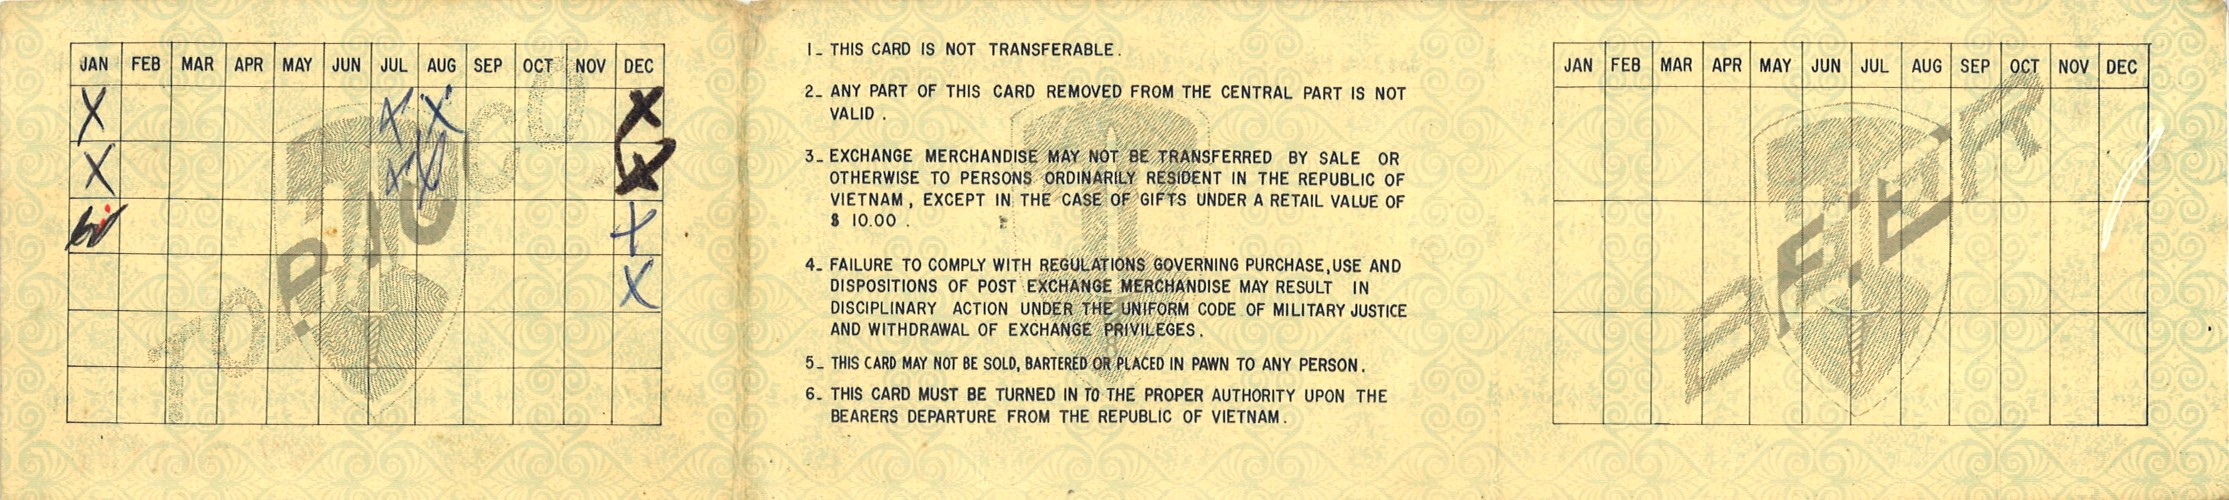 JAN FEB MAR APR MAY JUN JUL AUG SEP OCT NOV DEC
X X X
X X X
X
X
TOBACCO
1_ THIS CARD IS NOT TRANSFERABLE.
2_ ANY PART OF THIS CARD REMOVED FROM THE CENTRAL PART IS NOT
VALID .
3_ EXCHANGE MERCHANDISE MAY NOT BE TRANSFERRED BY SALE OR
OTHERWISE TO PERSONS ORDINARILY RESIDENT IN THE REPUBLIC OF
VIETNAM, EXCEPT IN THE CASE OF GIFTS UNDER A RETAIL VALUE OF
$ 10.00 .
4_ FAILURE TO COMPLY WITH REGULATIONS GOVERNING PURCHASE,USE AND
DISPOSITIONS OF POST EXCHANGE MERCHANDISE MAY RESULT IN
DISCIPLINARY ACTION UNDER THE UNIFORM CODE OF MILITARY JUSTICE
AND WITHDRAWAL OF EXCHANGE PRIVILEGES.
5_ THIS CARD MAY NOT BE SOLD, BARTERED OR PLACED IN PAWN TO ANY PERSON.
6_ THIS CARD MUST BE TURNED IN TO THE PROPER AUTHORITY UPON THE
BEARERS DEPARTURE FROM THE REPUBLIC OF VIETNAM.
JAN FEB MAR APR MAY JUN JUL AUG SEP OCT NOV DEC
BEER